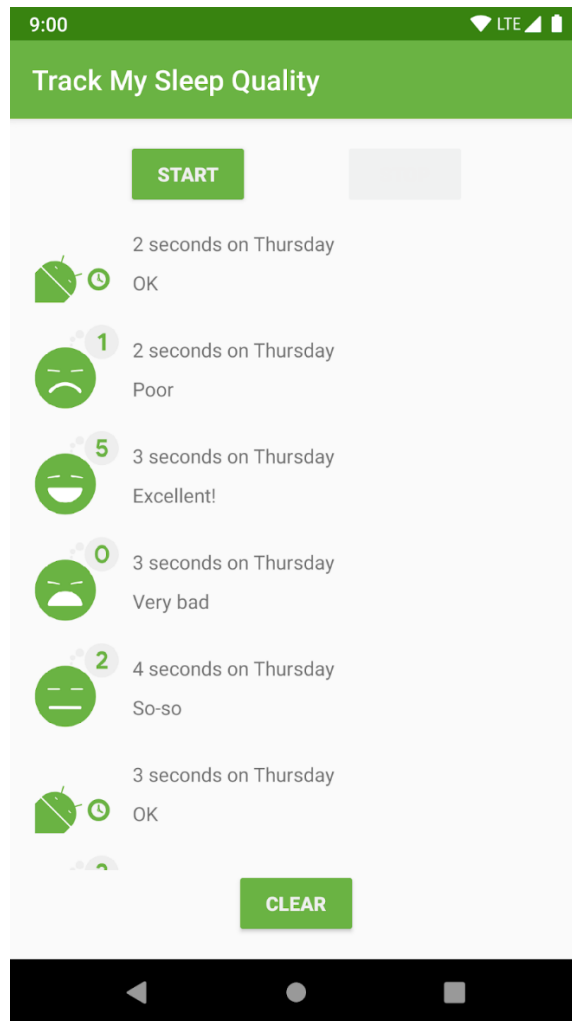 9:00
LTE
Track My Sleep Quality
START
2 seconds on Thursday
OK
1
2 seconds on Thursday
Poor
5
3 seconds on Thursday
Excellent!
0
3 seconds on Thursday
Very bad
2
4 seconds on Thursday
So-so
3 seconds on Thursday
OK
CLEAR